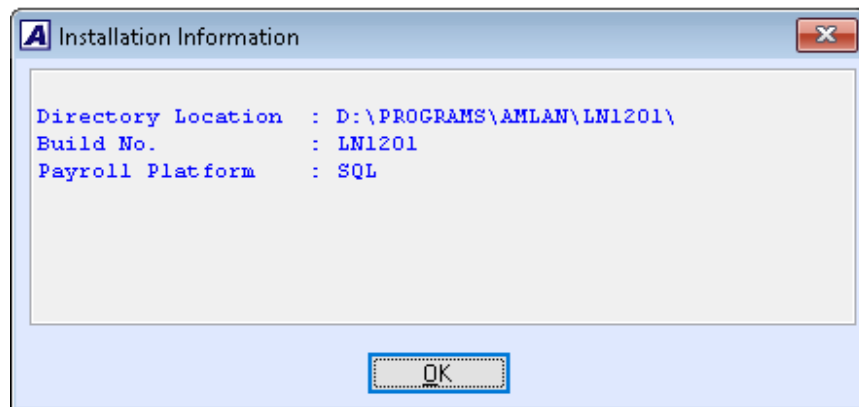 Installation Information
Directory Location : D:\PROGRAMS\AMLAN\LN1201\
Build No. : LN1201
Payroll Platform : SQL
OK